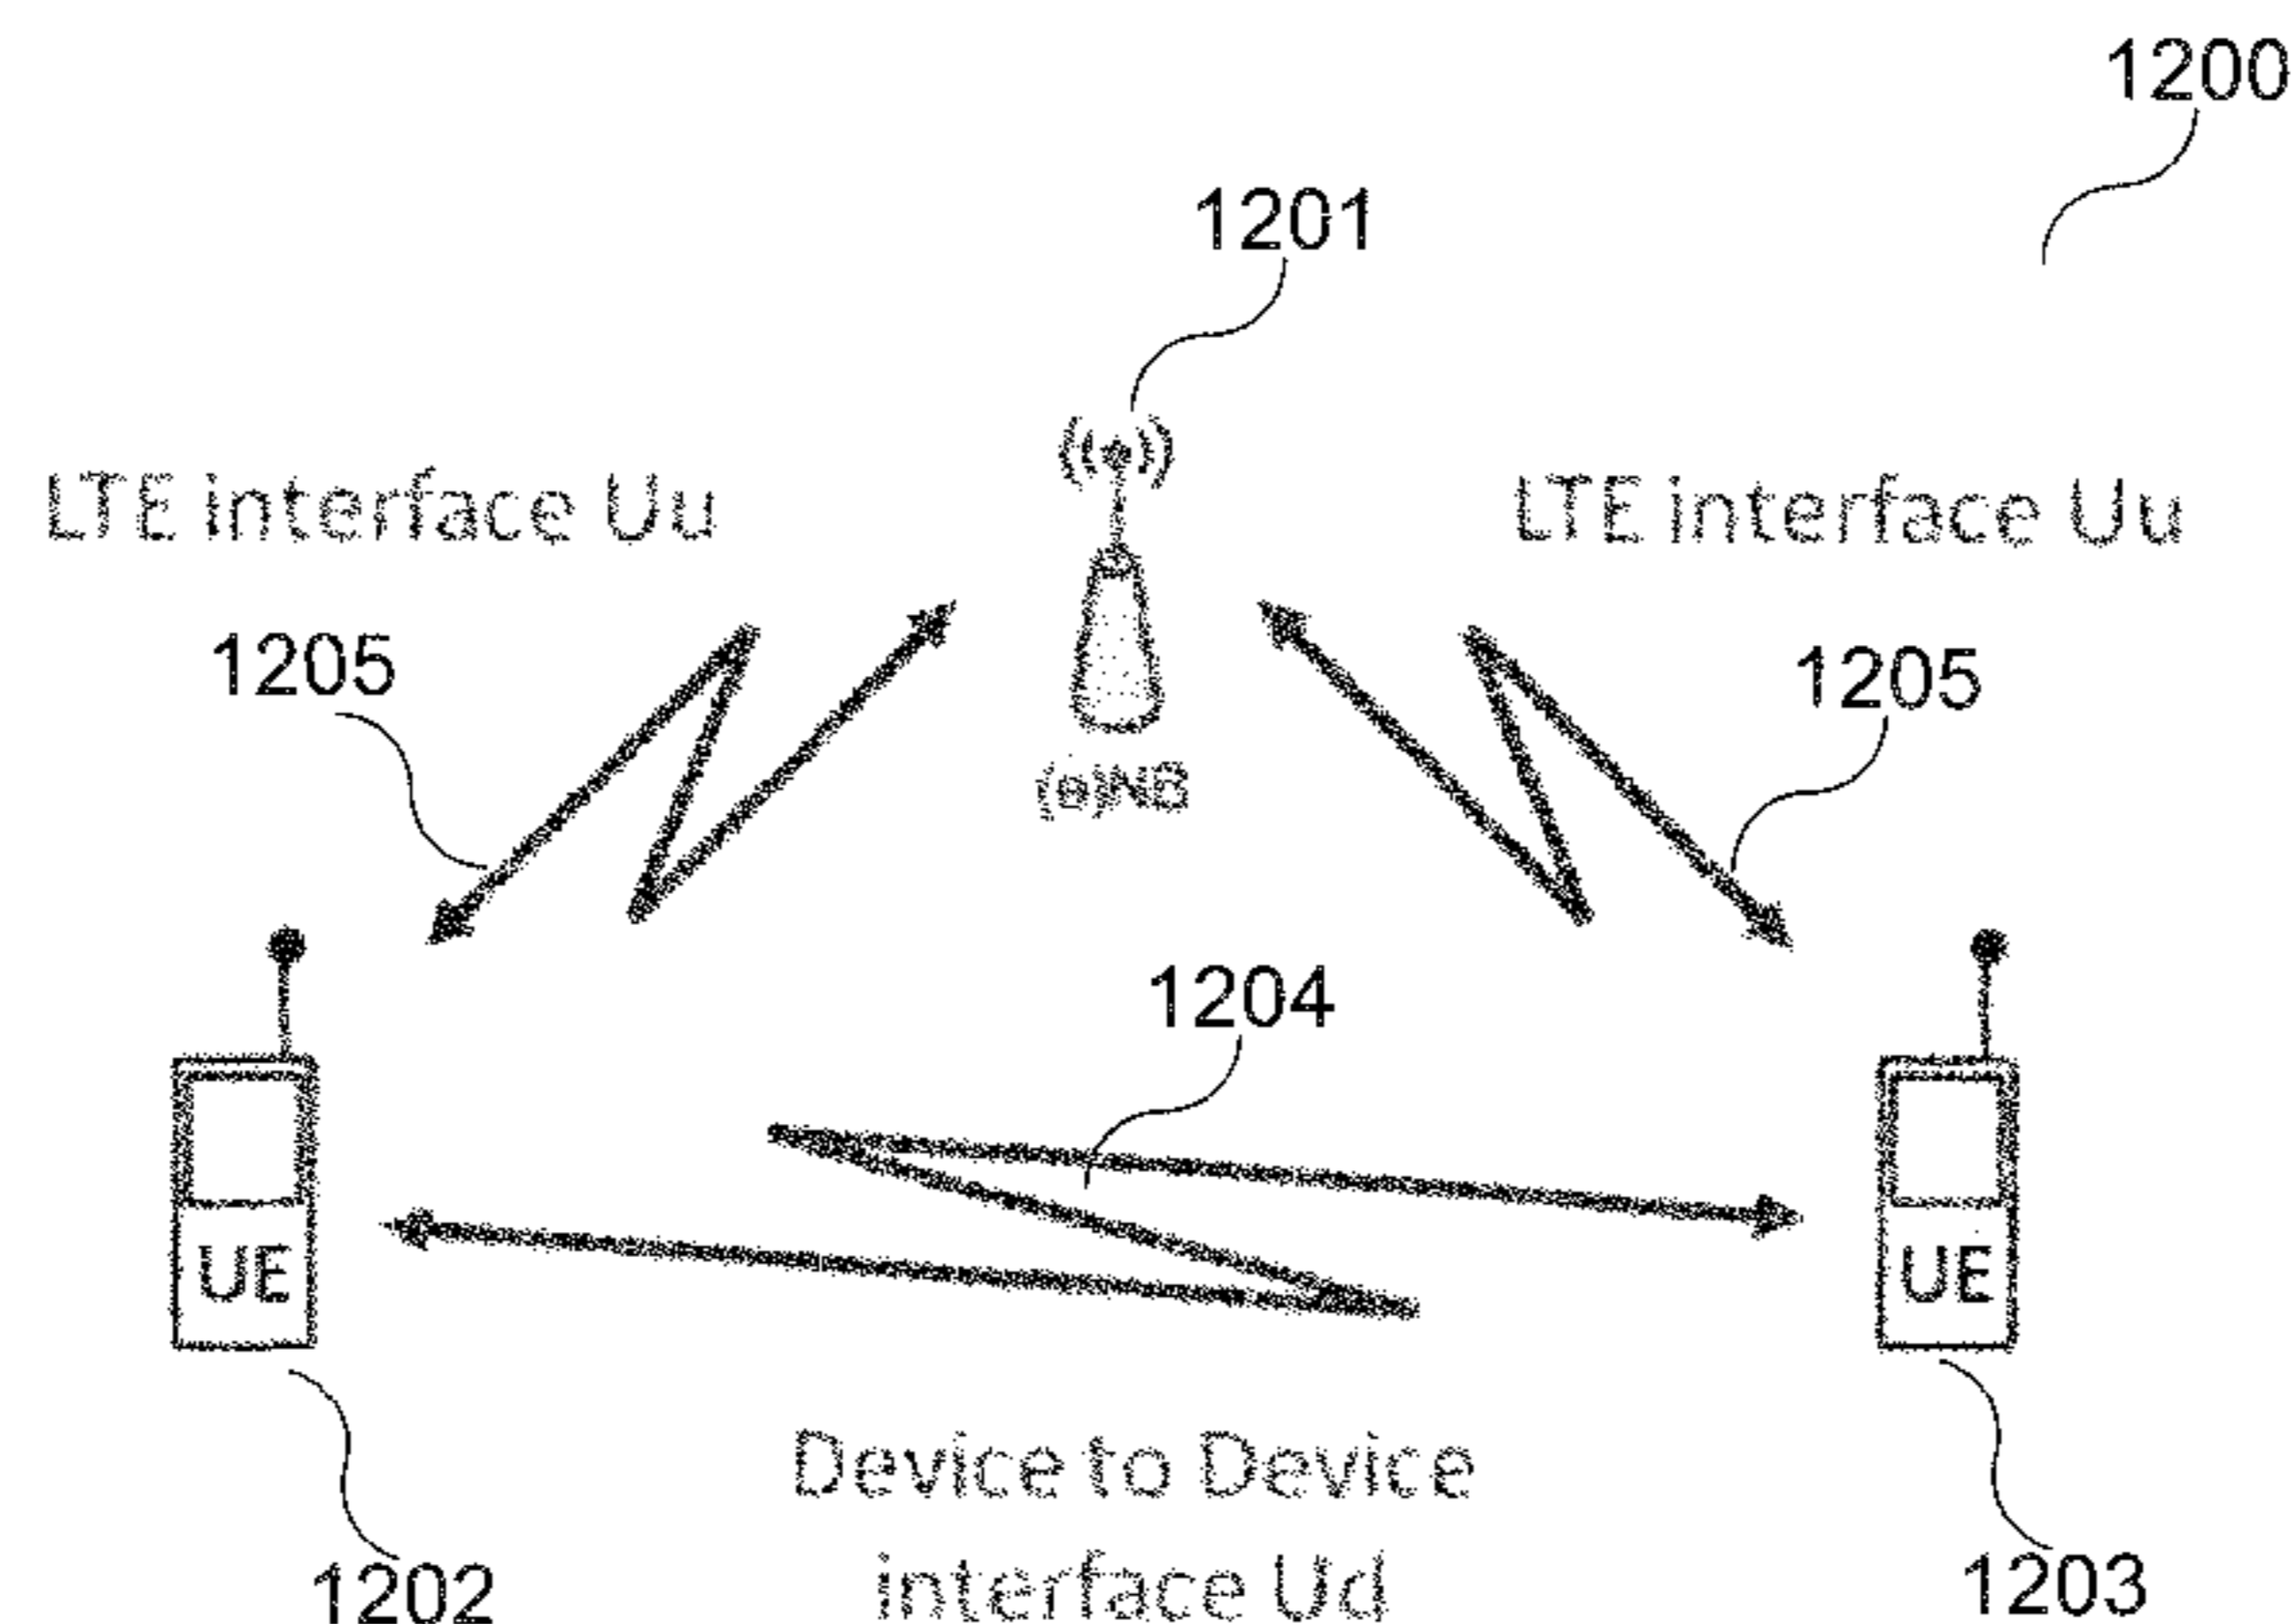 1200
1201
LTE interface Uu
LTE interface Uu
1205
1205
(e)NB
1204
UE
UE
Device to Device
interface Ud
1202
1203